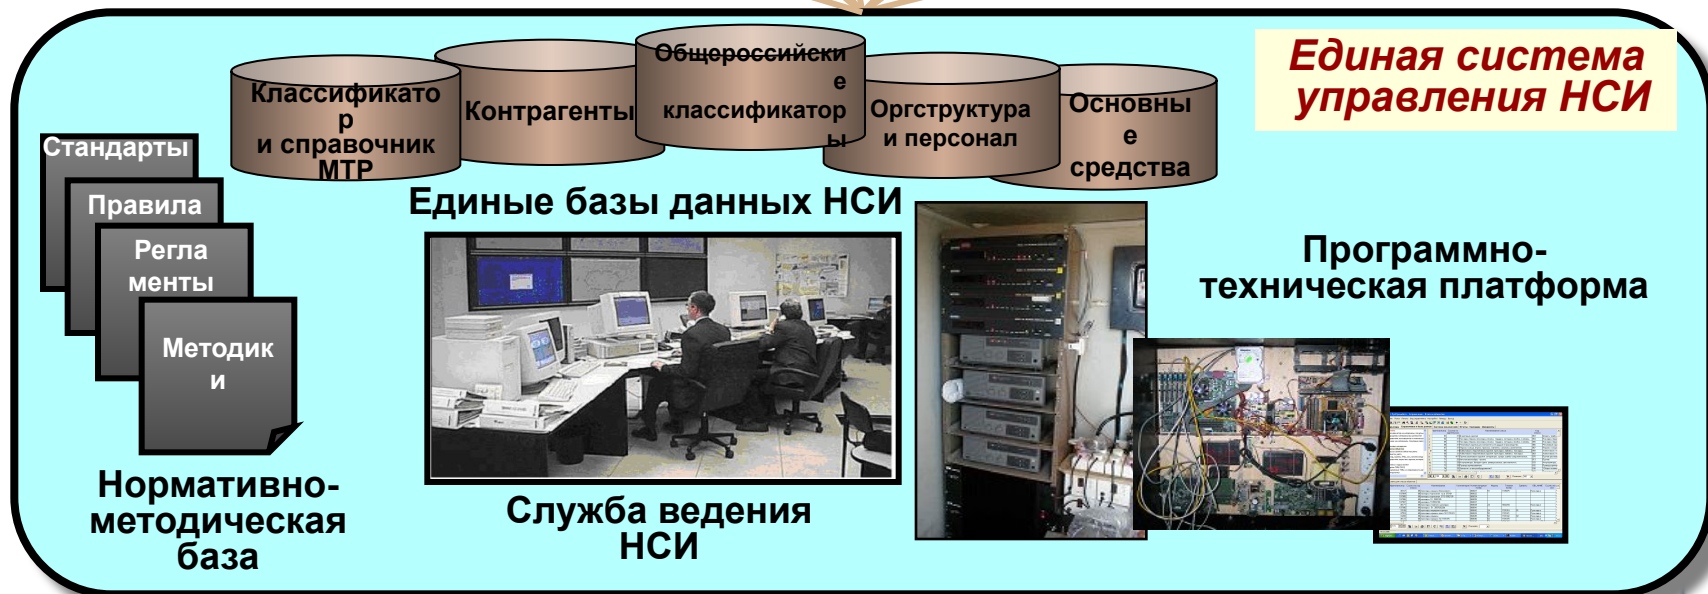 Единая система
управления НСИ
Классификато
р
и справочник
МТР
Контрагенты
Общероссийски
е
классификатор
ы
Оргструктура
и персонал
Основны
е
средства
Стандарты
Правила
Регла
менты
Методик
и
Единые базы данных НСИ
Программно-
техническая платформа
Нормативно-
методическая
база
Служба ведения
НСИ